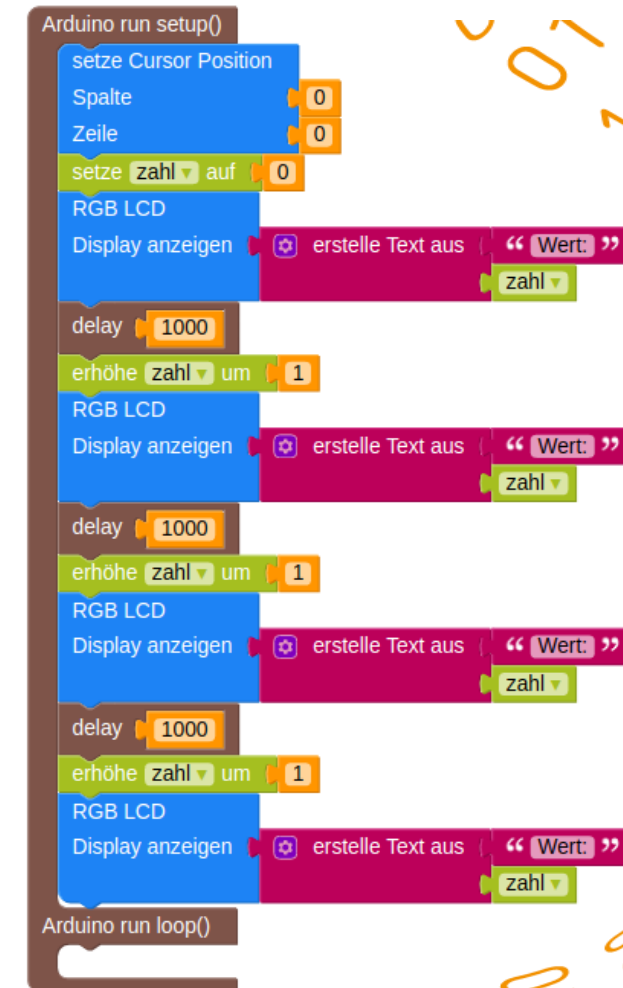 Arduino run setup()
setze Cursor Position
Spalte 0
Zeile 0
setze zahl auf 0
RGB LCD
Display anzeigen erstelle Text aus “ Wert: ”
zahl
delay 1000
erhöhe zahl um 1
RGB LCD
Display anzeigen erstelle Text aus “ Wert: ”
zahl
delay 1000
erhöhe zahl um 1
RGB LCD
Display anzeigen erstelle Text aus “ Wert: ”
zahl
delay 1000
erhöhe zahl um 1
RGB LCD
Display anzeigen erstelle Text aus “ Wert: ”
zahl
Arduino run loop()